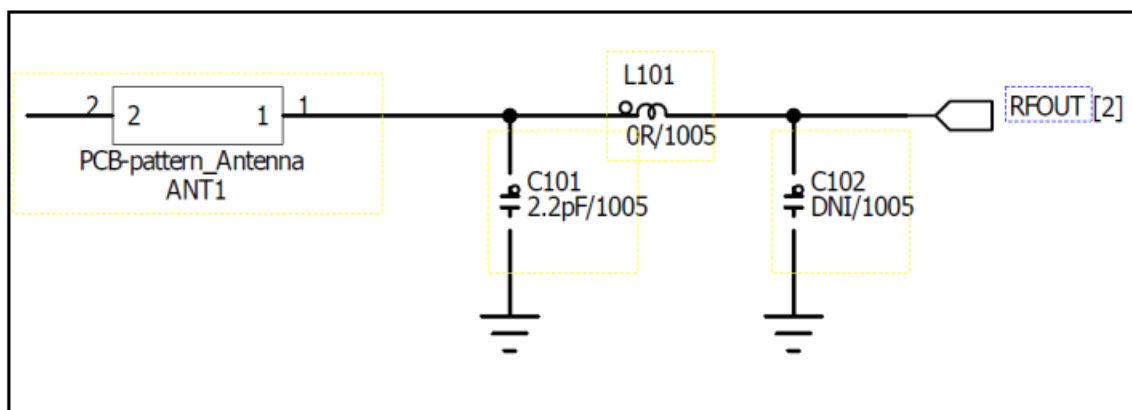 L101
2 2 1 1
RFOUT [2]
0R/1005
PCB-pattern_Antenna
ANT1
C101
2.2pF/1005
C102
DNI/1005